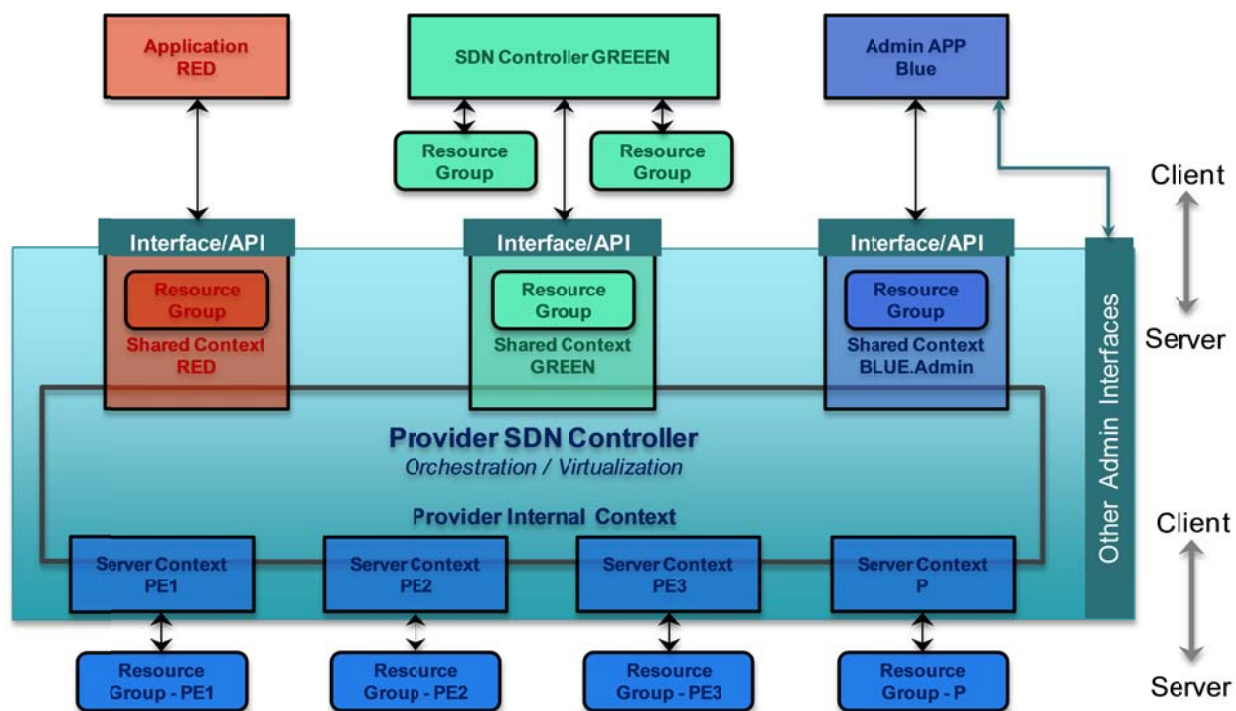 Application
RED
SDN Controller GREEEN
Admin APP
Blue
Resource
Group
Resource
Group
Client
Server
Interface/API
Interface/API
Interface/API
Resource
Group
Resource
Group
Resource
Group
Shared Context
RED
Shared Context
GREEN
Shared Context
BLUE.Admin
Other Admin Interfaces
Provider SDN Controller
Orchestration / Virtualization
Provider Internal Context
Client
Server
Server Context
PE1
Server Context
PE2
Server Context
PE3
Server Context
P
Resource
Group - PE1
Resource
Group - PE2
Resource
Group - PE3
Resource
Group - P